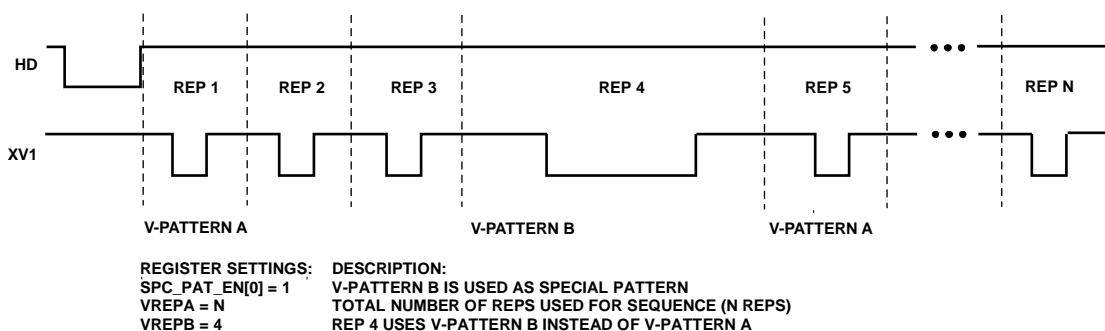 HD
REP 1 REP 2 REP 3 REP 4 REP 5 REP N
XV1
V-PATTERN A V-PATTERN B V-PATTERN A
REGISTER SETTINGS: DESCRIPTION:
SPC_PAT_EN[0] = 1 V-PATTERN B IS USED AS SPECIAL PATTERN
VREPA = N TOTAL NUMBER OF REPS USED FOR SEQUENCE (N REPS)
VREPB = 4 REP 4 USES V-PATTERN B INSTEAD OF V-PATTERN A